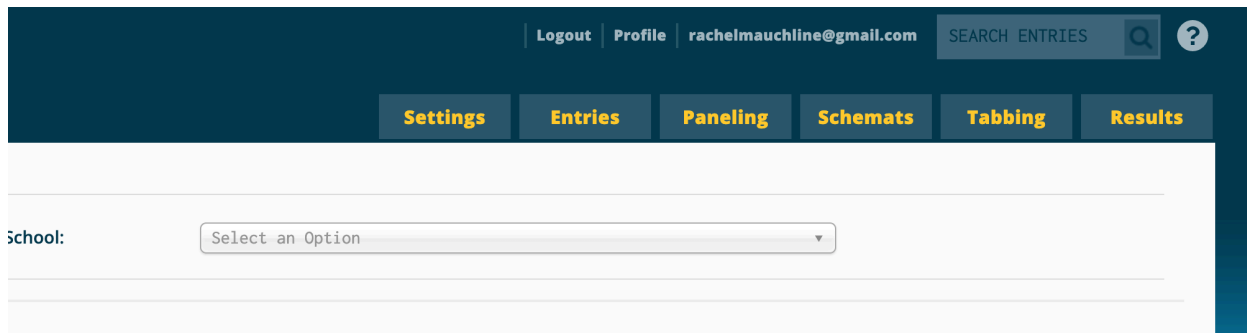 Logout Profile rachelmauchline@gmail.com SEARCH ENTRIES ?
Settings Entries Paneling Schemats Tabbing Results
School: Select an Option